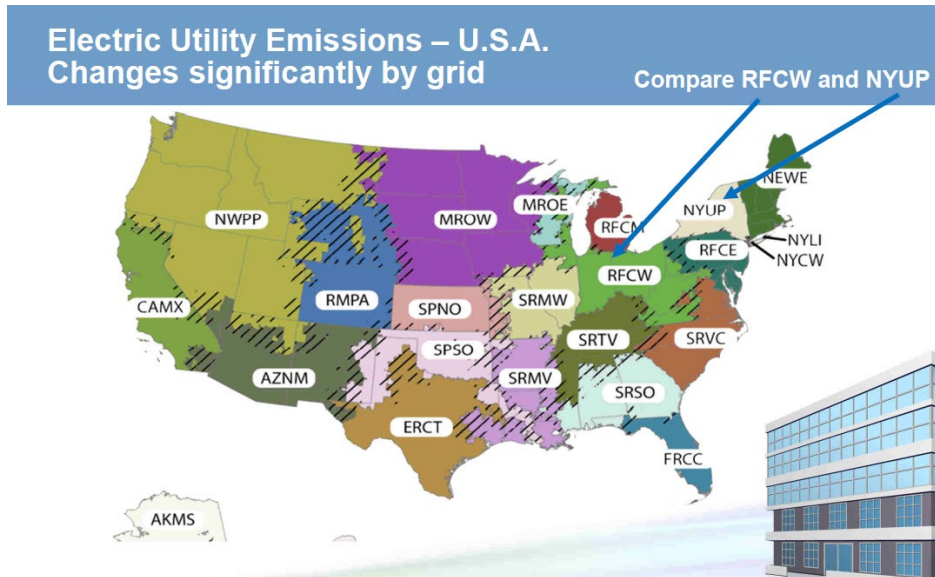 Electric Utility Emissions – U.S.A.
Changes significantly by grid
Compare RFCW and NYUP
NEWE
NWPP
MROW
MROE
NYUP
RFCM
NYLI
RFCE
NYCW
RFCW
CAMX
RMPA
SPNO
SRMW
SRTV
SRVC
SPSO
AZNM
SRMV
SRSO
ERCT
FRCC
AKMS